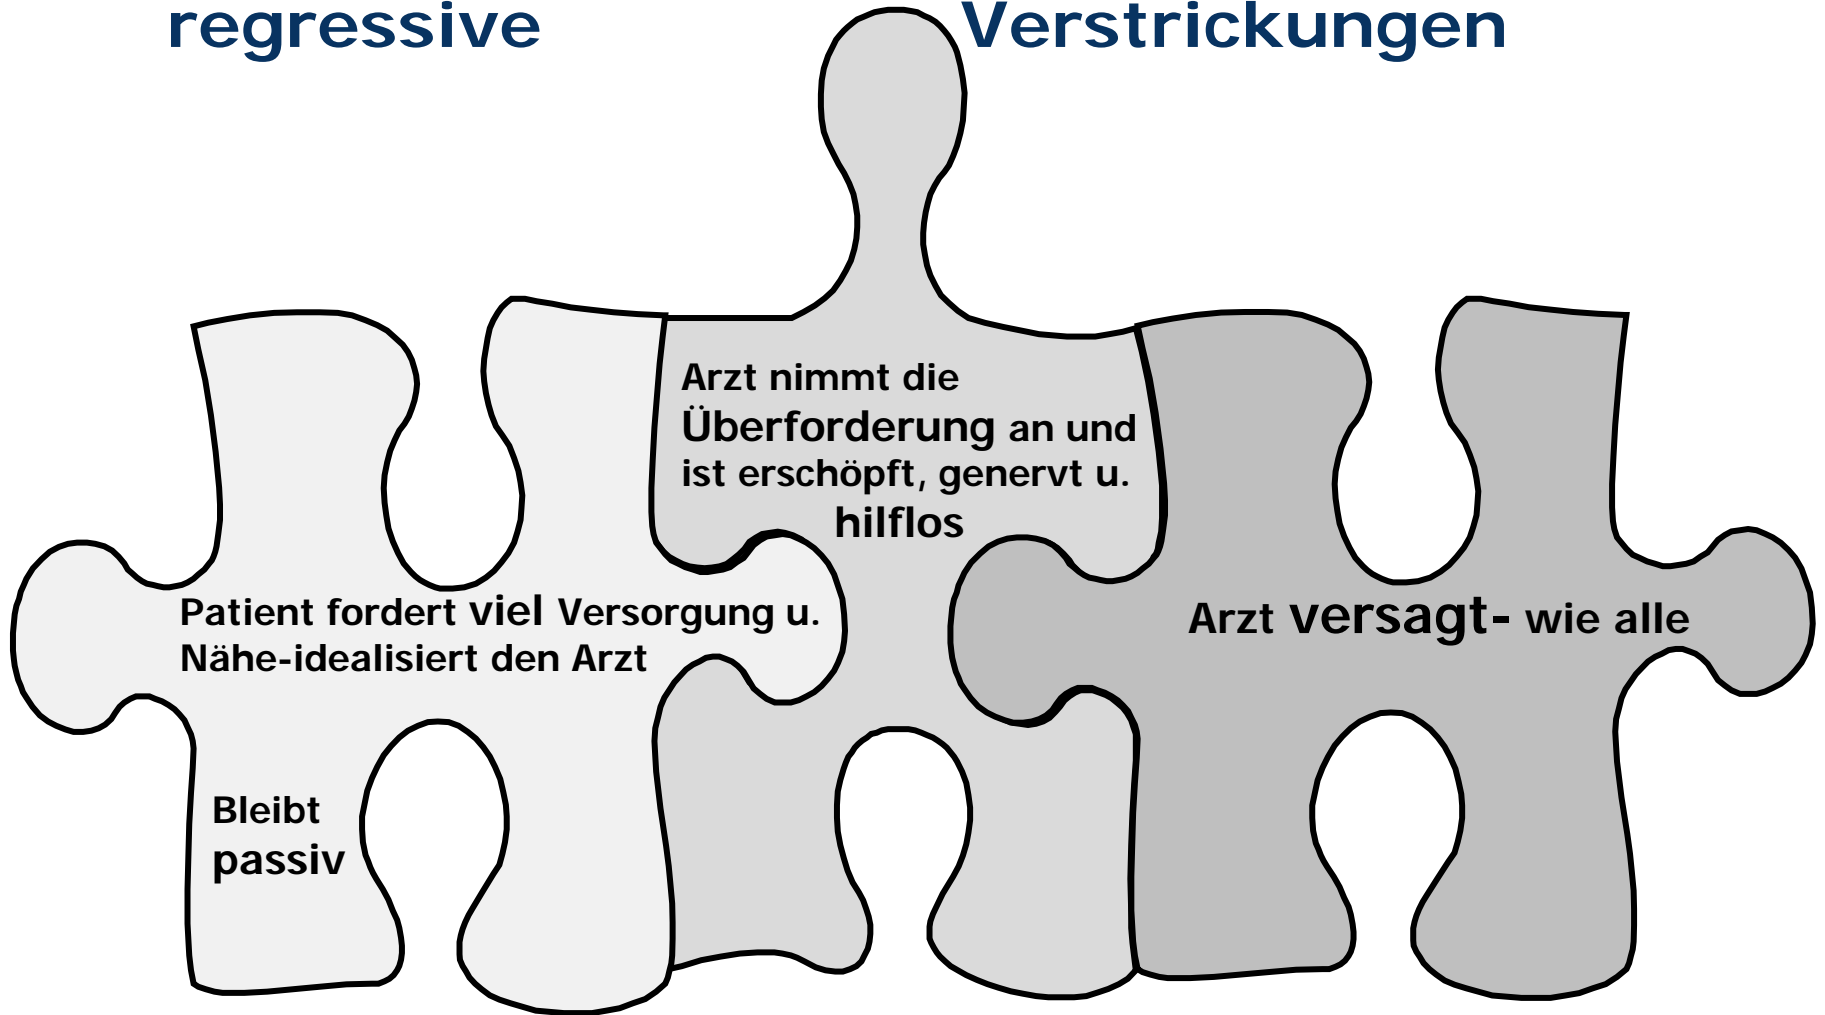 regressive Verstrickungen
Arzt nimmt die
Überforderung an und
ist erschöpft, genervt u.
hilflos
Patient fordert viel Versorgung u.
Nähe-idealisiert den Arzt
Bleibt
passiv
Arzt versagt- wie alle